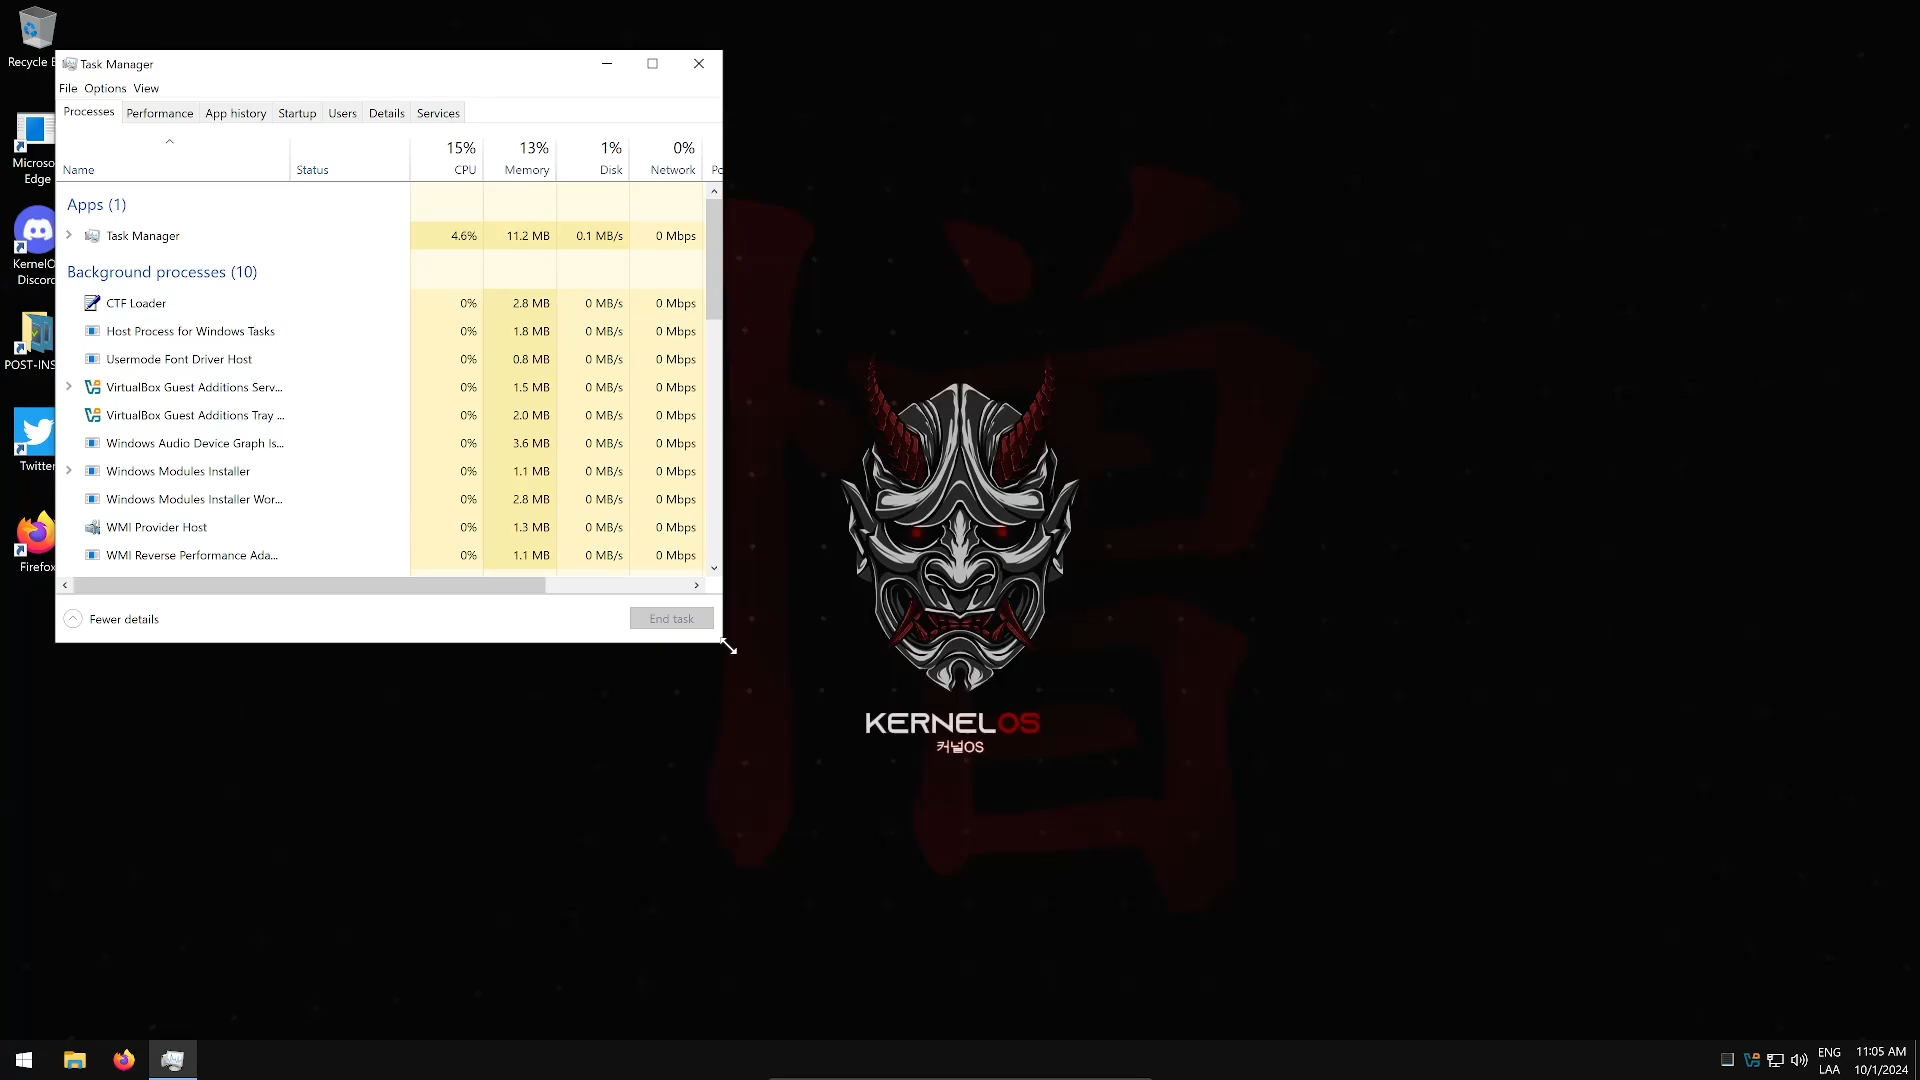 Recycle B
Task Manager
File Options View
Processes Performance App history Startup Users Details Services
15% 13% 1% 0%
Name Status CPU Memory Disk Network Po
Apps (1)
Task Manager 4.6% 11.2 MB 0.1 MB/s 0 Mbps
Background processes (10)
CTF Loader 0% 2.8 MB 0 MB/s 0 Mbps
Host Process for Windows Tasks 0% 1.8 MB 0 MB/s 0 Mbps
Usermode Font Driver Host 0% 0.8 MB 0 MB/s 0 Mbps
VirtualBox Guest Additions Serv... 0% 1.5 MB 0 MB/s 0 Mbps
VirtualBox Guest Additions Tray ... 0% 2.0 MB 0 MB/s 0 Mbps
Windows Audio Device Graph Is... 0% 3.6 MB 0 MB/s 0 Mbps
Windows Modules Installer 0% 1.1 MB 0 MB/s 0 Mbps
Windows Modules Installer Wor... 0% 2.8 MB 0 MB/s 0 Mbps
WMI Provider Host 0% 1.3 MB 0 MB/s 0 Mbps
WMI Reverse Performance Ada... 0% 1.1 MB 0 MB/s 0 Mbps
Fewer details End task
Microso
Edge
KernelO
Discord
POST-INS
Twitter
Firefox
KERNELOS
커널OS
ENG 11:05 AM
LAA 10/1/2024